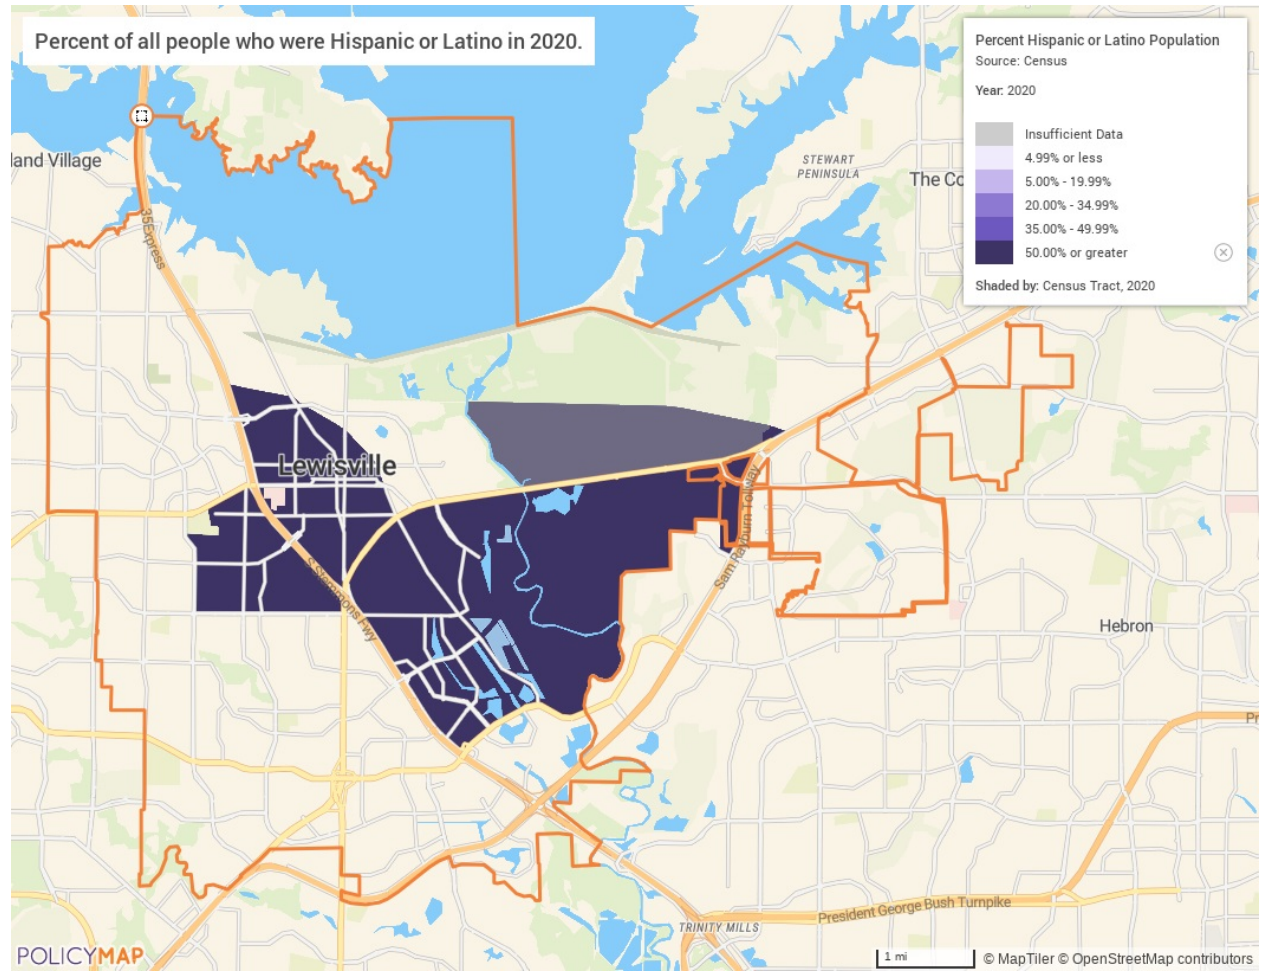 Percent of all people who were Hispanic or Latino in 2020.
Percent Hispanic or Latino Population
Source: Census
Year: 2020
Insufficient Data
4.99% or less
5.00% - 19.99%
20.00% - 34.99%
35.00% - 49.99%
50.00% or greater
Shaded by: Census Tract, 2020
land Village
STEWART
PENINSULA
The Co
35Express
Lewisville
S Stemmons Fwy
Sam Rayburn Tollway
Hebron
Pr
President George Bush Turnpike
TRINITY MILLS
POLICYMAP
1 mi
© MapTiler © OpenStreetMap contributors